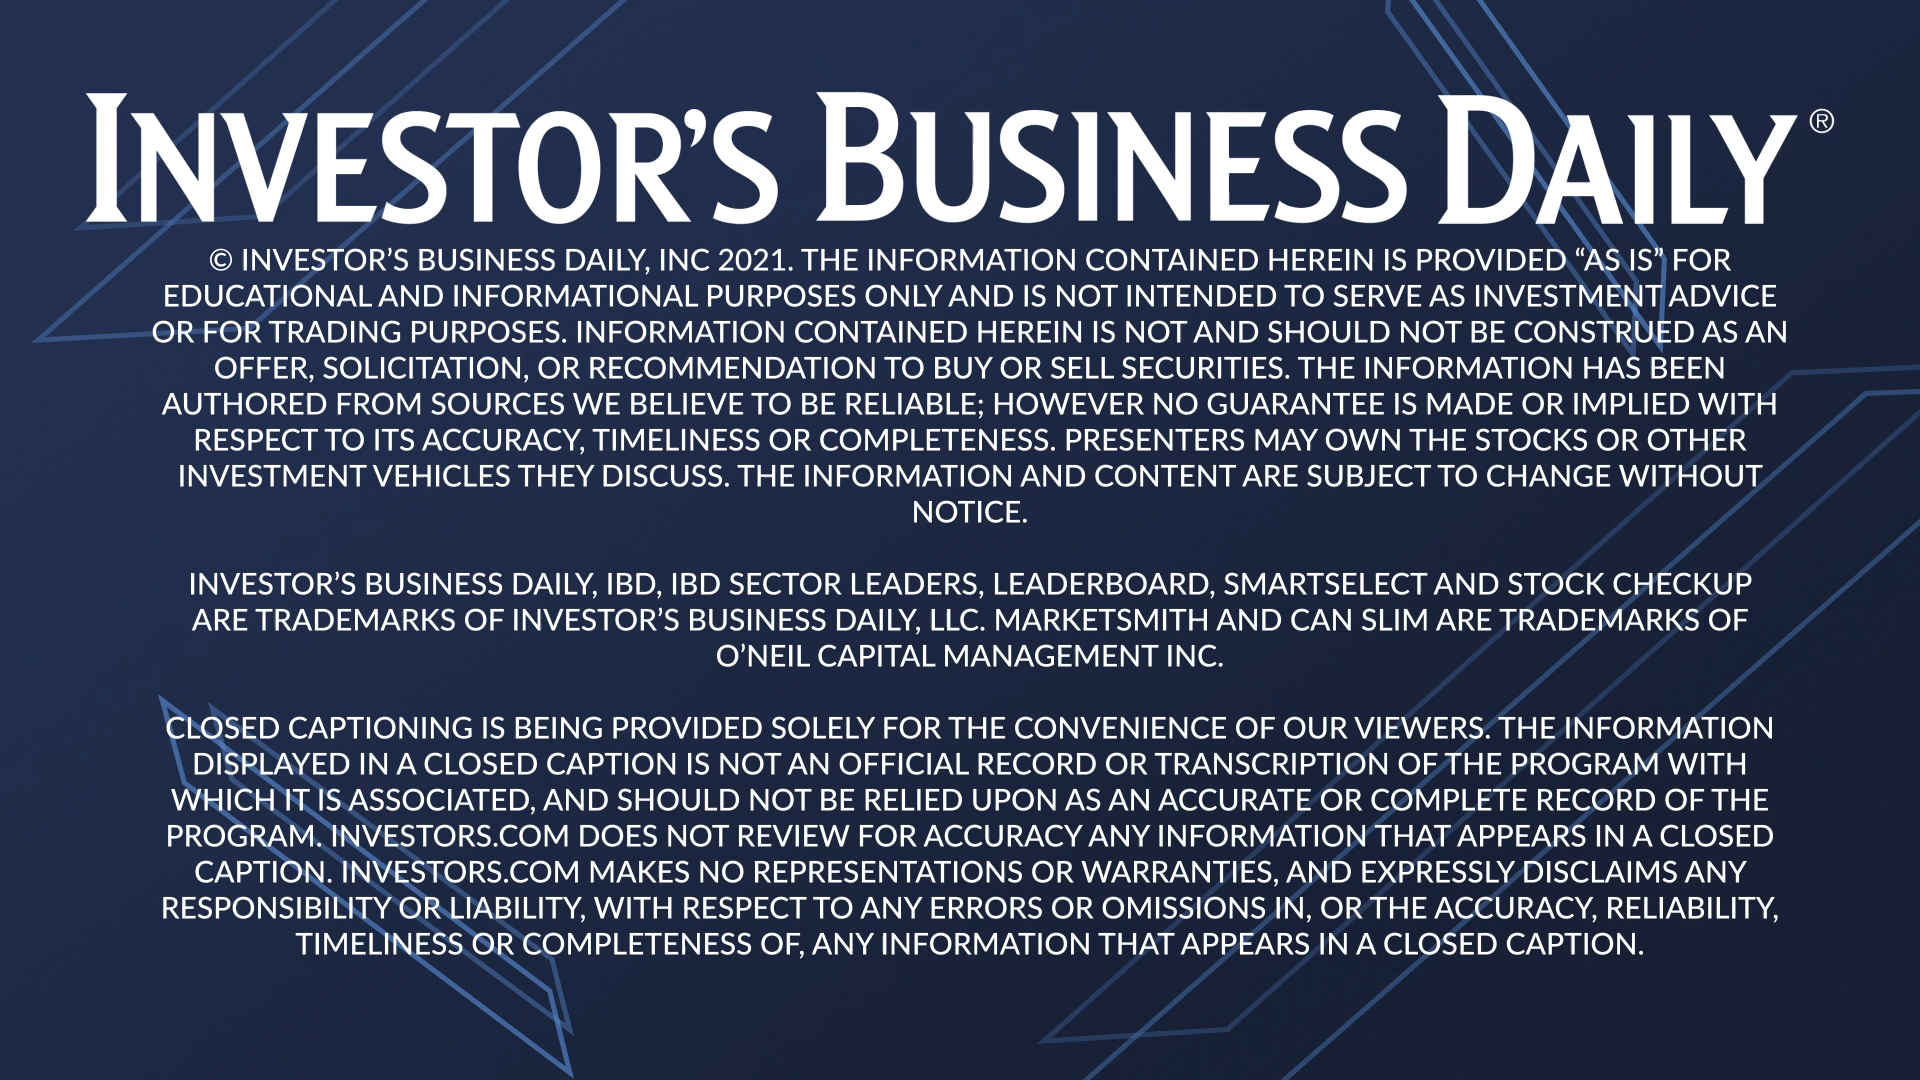 INVESTOR’S BUSINESS DAILY®
© INVESTOR’S BUSINESS DAILY, INC 2021. THE INFORMATION CONTAINED HEREIN IS PROVIDED “AS IS” FOR
EDUCATIONAL AND INFORMATIONAL PURPOSES ONLY AND IS NOT INTENDED TO SERVE AS INVESTMENT ADVICE
OR FOR TRADING PURPOSES. INFORMATION CONTAINED HEREIN IS NOT AND SHOULD NOT BE CONSTRUED AS AN
OFFER, SOLICITATION, OR RECOMMENDATION TO BUY OR SELL SECURITIES. THE INFORMATION HAS BEEN
AUTHORED FROM SOURCES WE BELIEVE TO BE RELIABLE; HOWEVER NO GUARANTEE IS MADE OR IMPLIED WITH
RESPECT TO ITS ACCURACY, TIMELINESS OR COMPLETENESS. PRESENTERS MAY OWN THE STOCKS OR OTHER
INVESTMENT VEHICLES THEY DISCUSS. THE INFORMATION AND CONTENT ARE SUBJECT TO CHANGE WITHOUT
NOTICE.
INVESTOR’S BUSINESS DAILY, IBD, IBD SECTOR LEADERS, LEADERBOARD, SMARTSELECT AND STOCK CHECKUP
ARE TRADEMARKS OF INVESTOR’S BUSINESS DAILY, LLC. MARKETSMITH AND CAN SLIM ARE TRADEMARKS OF
O’NEIL CAPITAL MANAGEMENT INC.
CLOSED CAPTIONING IS BEING PROVIDED SOLELY FOR THE CONVENIENCE OF OUR VIEWERS. THE INFORMATION
DISPLAYED IN A CLOSED CAPTION IS NOT AN OFFICIAL RECORD OR TRANSCRIPTION OF THE PROGRAM WITH
WHICH IT IS ASSOCIATED, AND SHOULD NOT BE RELIED UPON AS AN ACCURATE OR COMPLETE RECORD OF THE
PROGRAM. INVESTORS.COM DOES NOT REVIEW FOR ACCURACY ANY INFORMATION THAT APPEARS IN A CLOSED
CAPTION. INVESTORS.COM MAKES NO REPRESENTATIONS OR WARRANTIES, AND EXPRESSLY DISCLAIMS ANY
RESPONSIBILITY OR LIABILITY, WITH RESPECT TO ANY ERRORS OR OMISSIONS IN, OR THE ACCURACY, RELIABILITY,
TIMELINESS OR COMPLETENESS OF, ANY INFORMATION THAT APPEARS IN A CLOSED CAPTION.